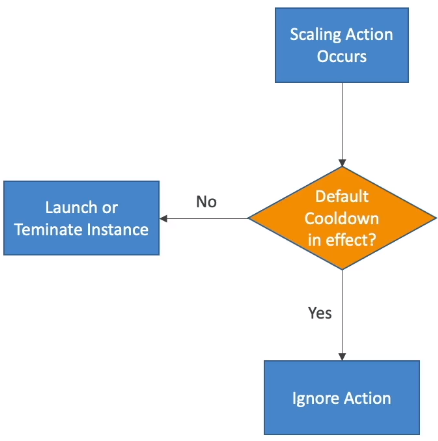 Scaling Action
Occurs
Default
Cooldown
in effect?
No
Launch or
Teminate Instance
Yes
Ignore Action